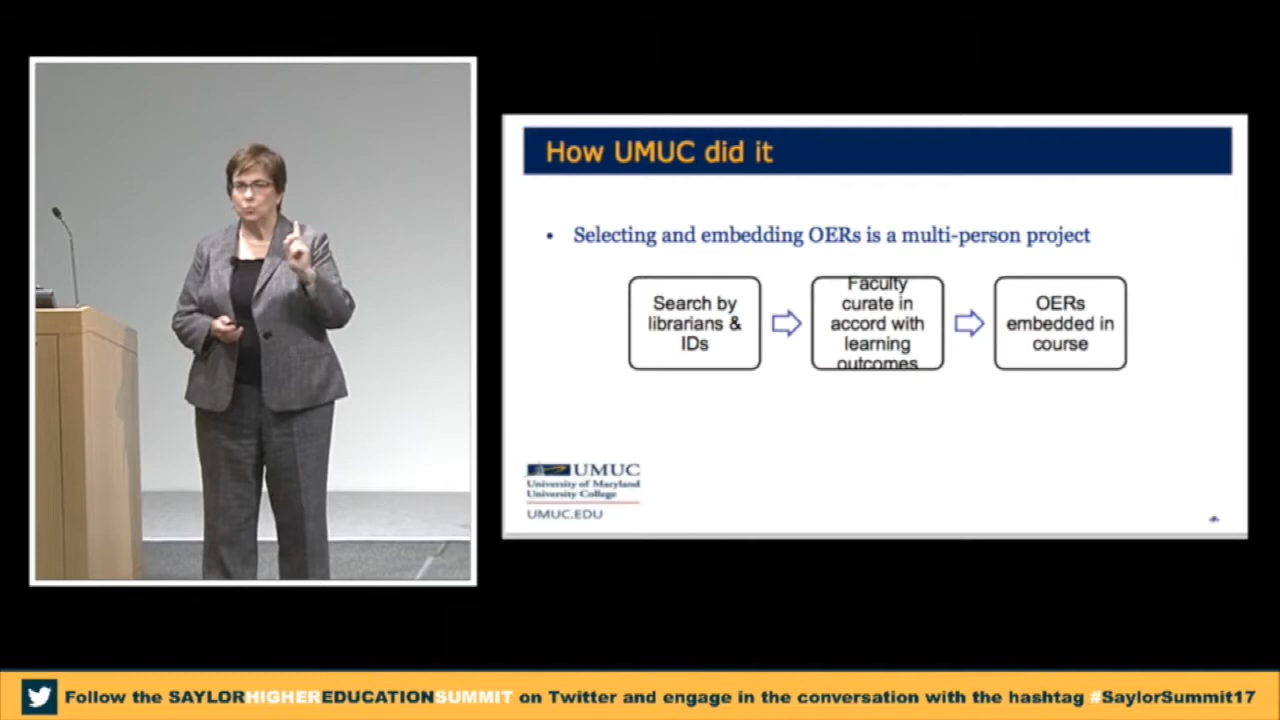 How UMUC did it
• Selecting and embedding OERs is a multi-person project
Search by
librarians &
IDs
Faculty
curate in
accord with
learning
outcomes
OERs
embedded in
course
UMUC
University of Maryland
University College
UMUC.EDU
Follow the SAYLORHIGHEREDUCATIONSUMMIT on Twitter and engage in the conversation with the hashtag #SaylorSummit17